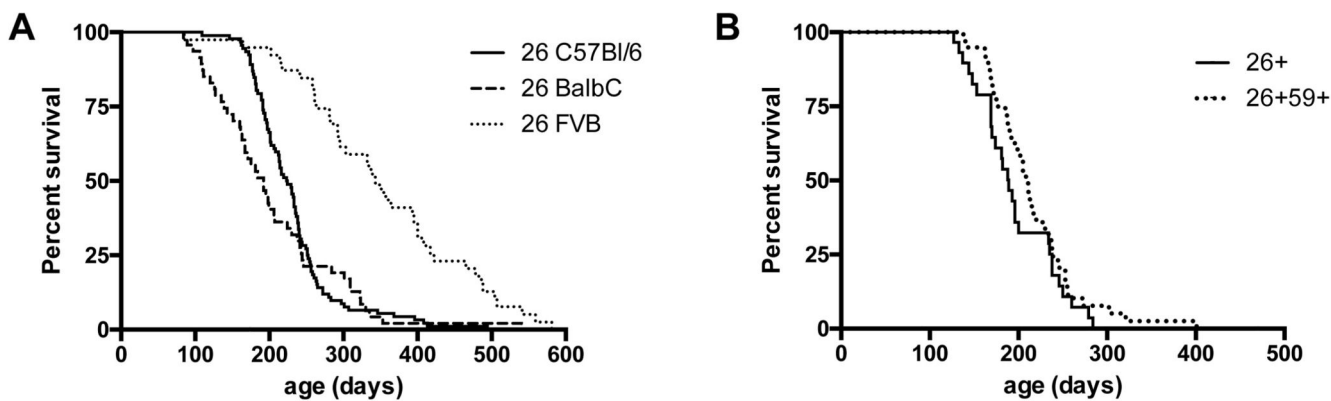 A
Percent survival
100
75
50
25
0
0 100 200 300 400 500 600
age (days)
26 C57Bl/6
26 BalbC
26 FVB
B
Percent survival
100
75
50
25
0
0 100 200 300 400 500
age (days)
26+
26+59+